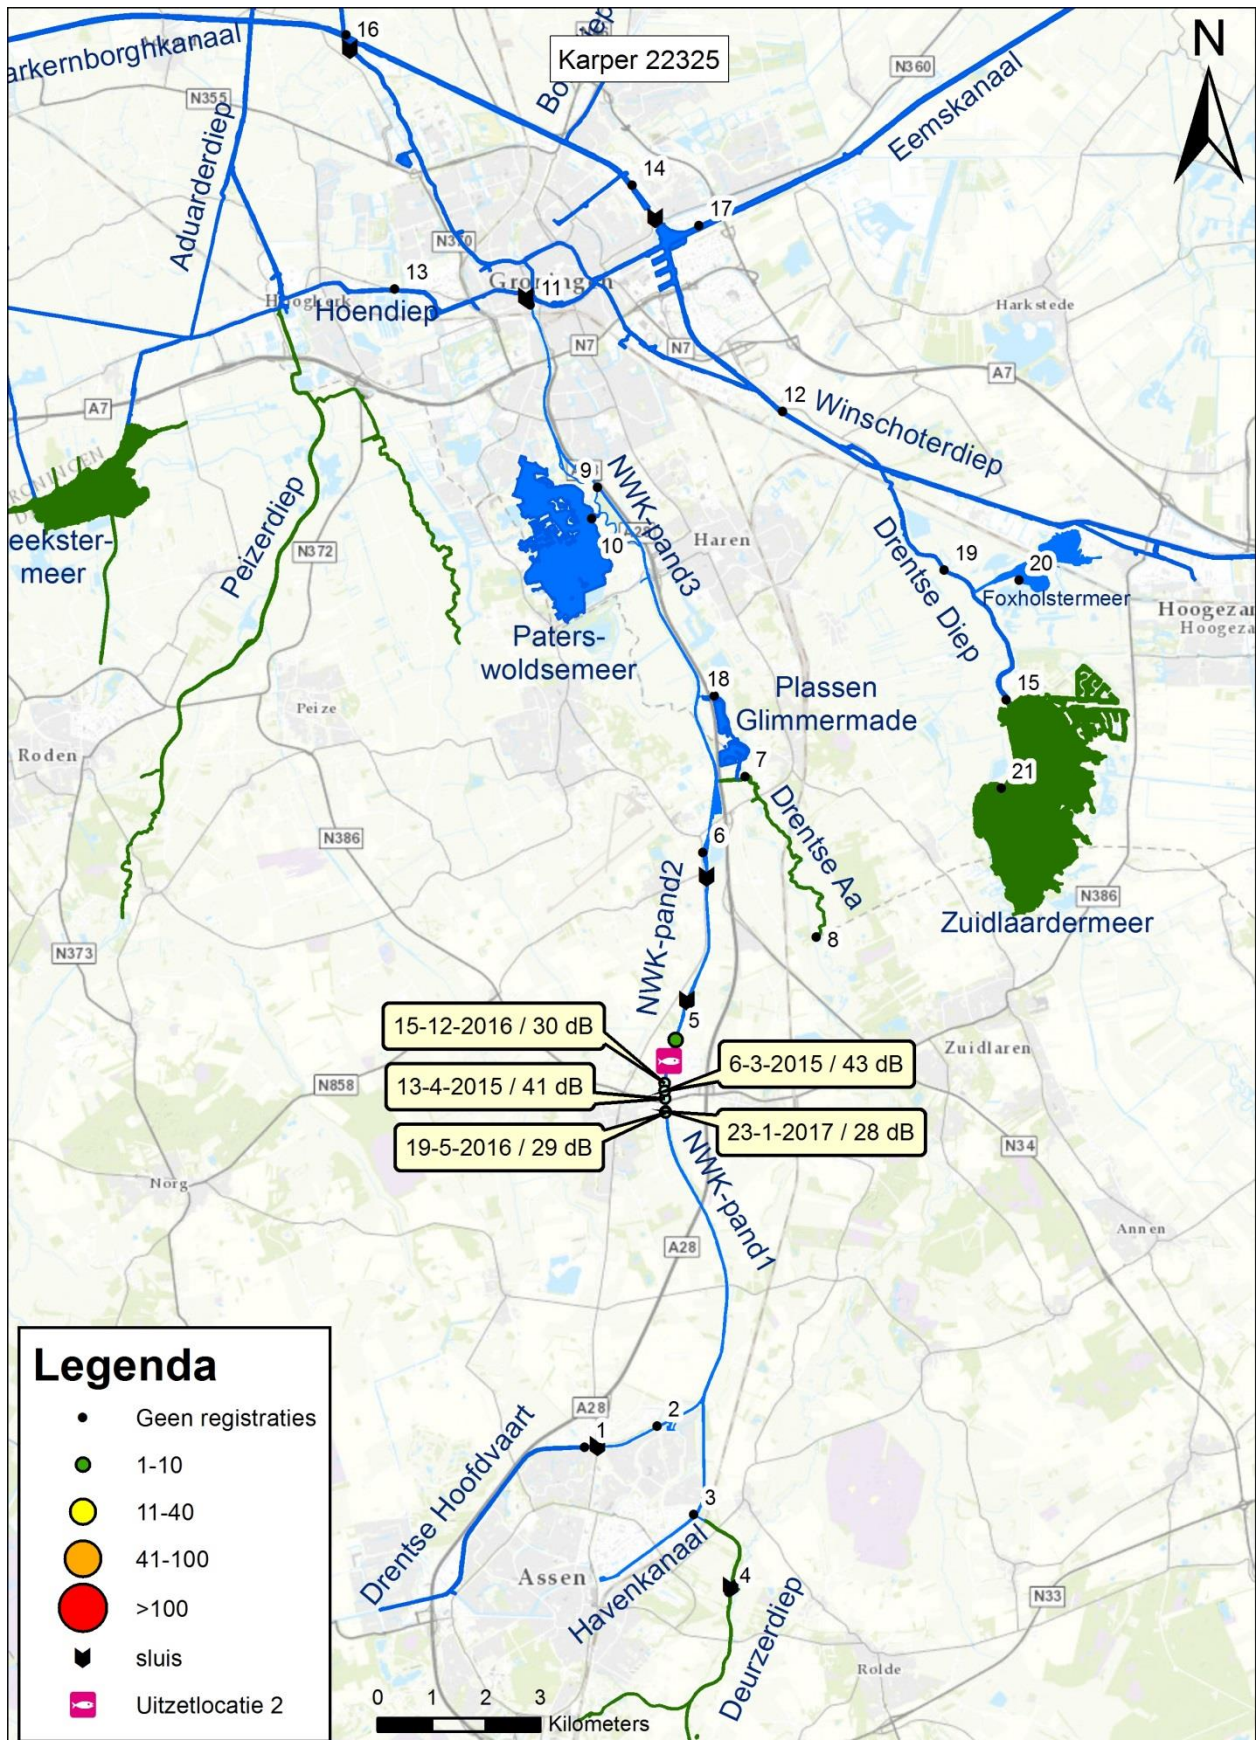 16
Karper 22325
N
arkernborghkanaal
N355
N360
Eemskanaal
Aduarderdiep
14
17
N370
13
Groningen
11
Hoogkerk
Hoendiep
Harkstede
N7
N7
A7
12
Winschoterdiep
A7
9
NWK-pand3
10
Haren
Peizerdiep
N372
Drentse Diep
19
20
Foxholstermeer
eekster-
meer
Hoogezan
Hoogeza
Paters-
woldsemeer
18
Plassen
Glimmermade
15
Peize
Roden
7
21
Drentse Aa
N386
6
NWK-pand2
N386
8
Zuidlaardermeer
N373
15-12-2016 / 30 dB
5
6-3-2015 / 43 dB
Zuidlaren
N858
13-4-2015 / 41 dB
19-5-2016 / 29 dB
23-1-2017 / 28 dB
NWK-pand1
N34
Norg
Annen
A28
Legenda
Geen registraties
1-10
11-40
41-100
>100
sluis
Uitzetlocatie 2
A28
2
1
Drentse Hoofdvaart
3
Assen
Havenkanaal
4
Deurzerdiep
N33
Rolde
0 1 2 3
Kilometers